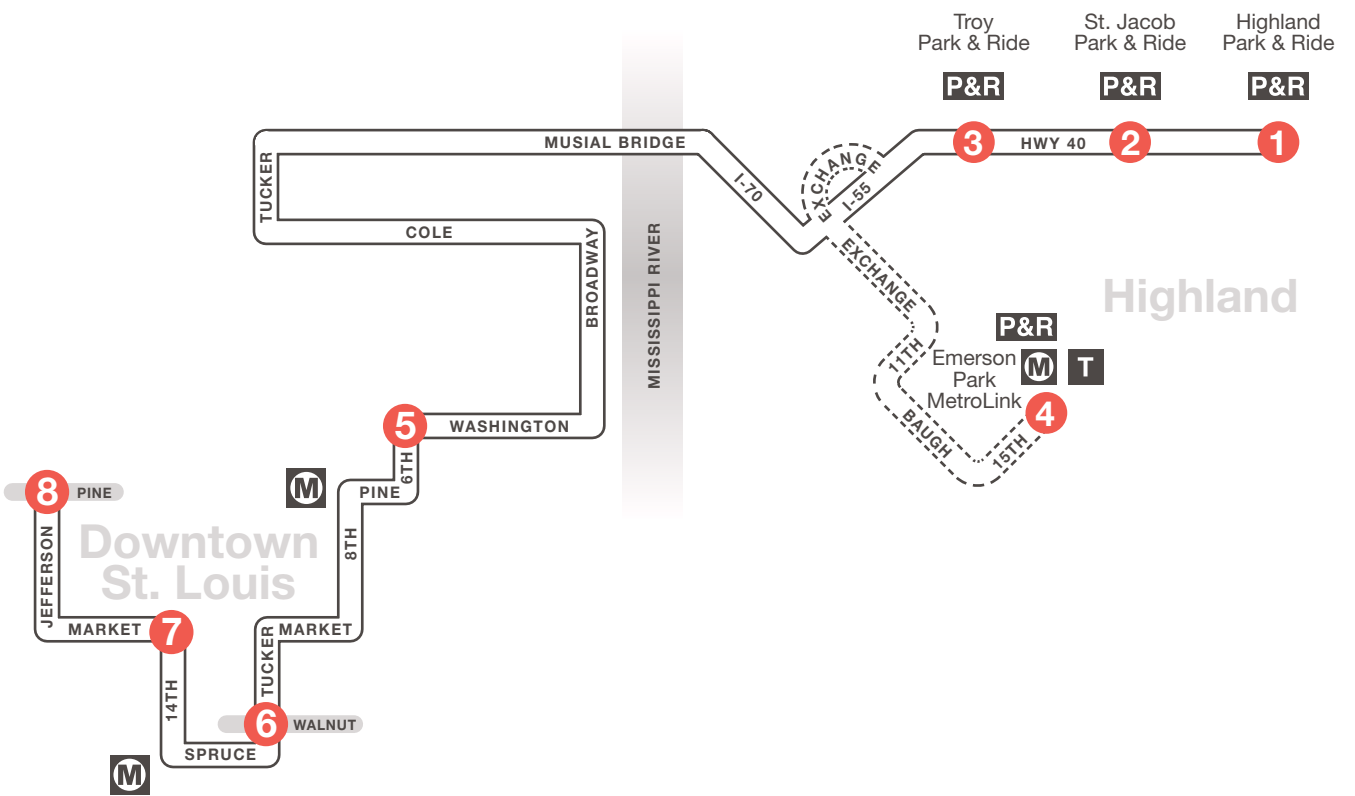 Troy
Park & Ride
St. Jacob
Park & Ride
Highland
Park & Ride
P&R
P&R
P&R
3
HWY 40
2
1
MUSIAL BRIDGE
EXCHANGE
I-55
I-70
TUCKER
COLE
BROADWAY
MISSISSIPPI RIVER
EXCHANGE
Highland
P&R
11TH
Emerson
Park
MetroLink
M
T
4
BAUGH
15TH
5
WASHINGTON
6TH
M
PINE
8
PINE
8TH
Downtown
St. Louis
JEFFERSON
MARKET
7
TUCKER
MARKET
14TH
6
WALNUT
SPRUCE
M